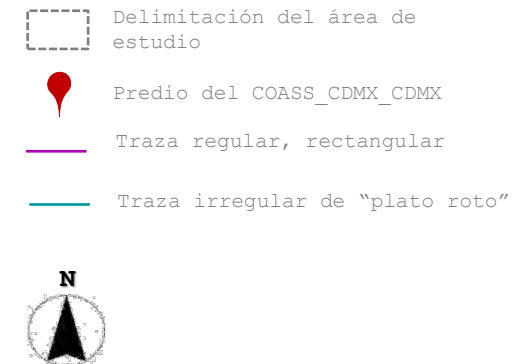 Delimitación del área de
estudio
Predio del COASS_CDMX_CDMX
Traza regular, rectangular
Traza irregular de “plato roto”
N